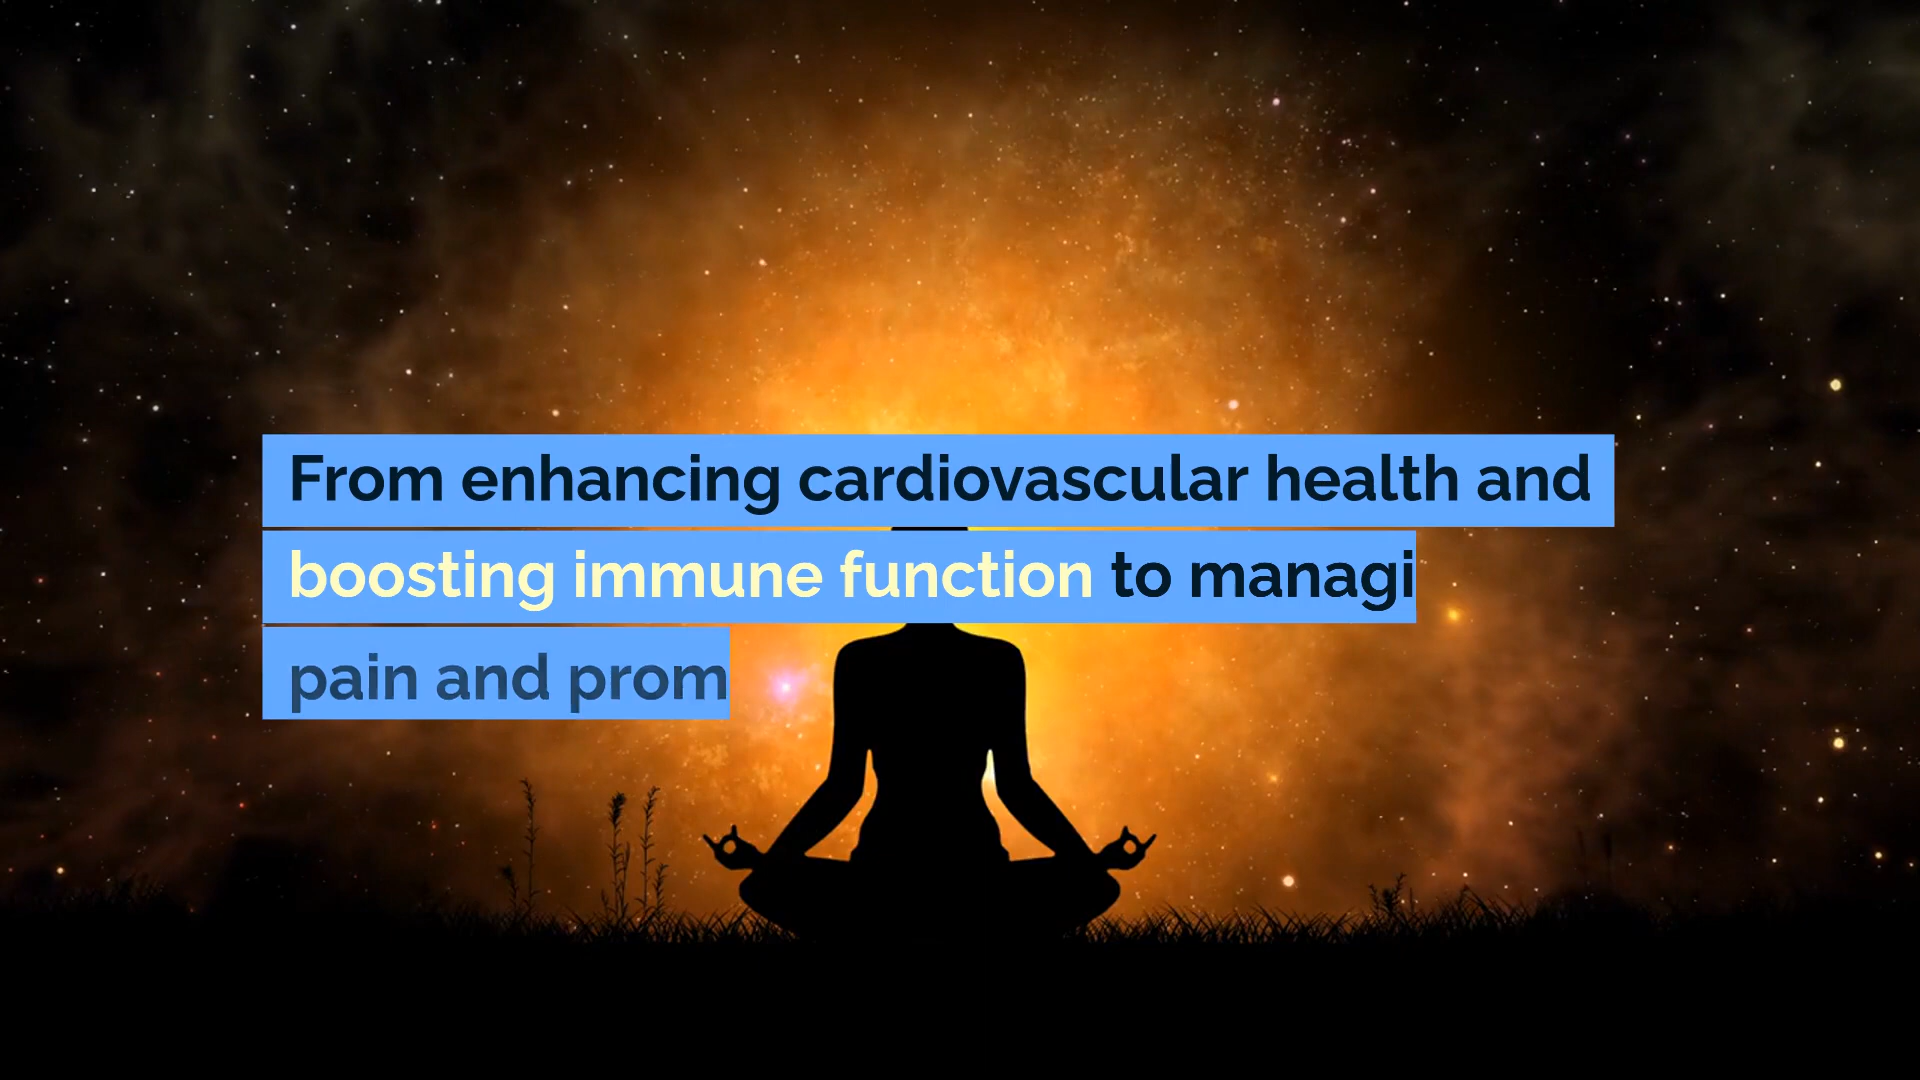 From enhancing cardiovascular health and
boosting immune function to managi
pain and prom